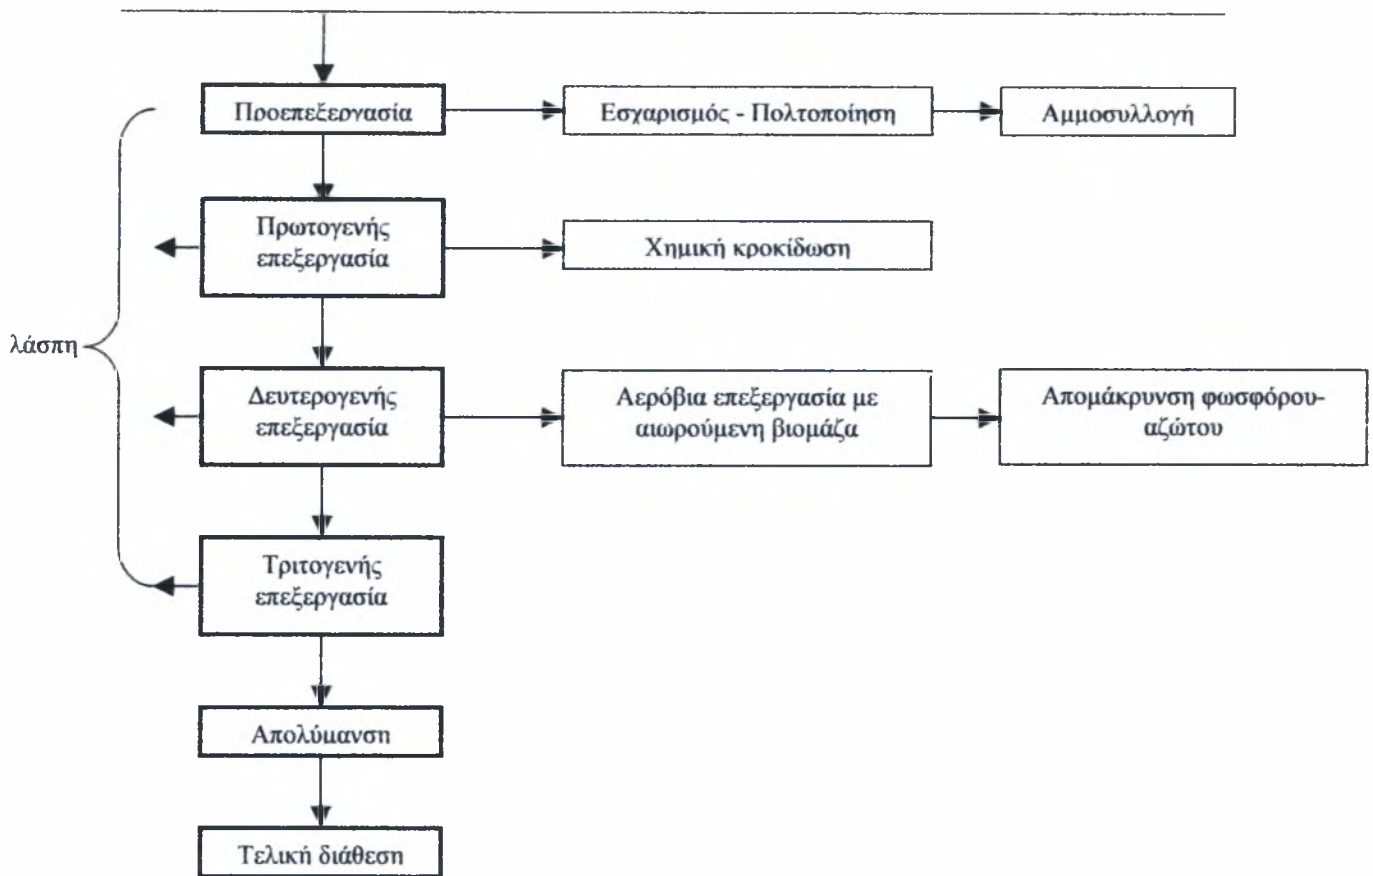 Προεπεξεργασία
Εσχαρισμός - Πολτοποίηση
Αμμοσυλλογή
Πρωτογενής
επεξεργασία
Χημική κροκίδωση
λάσπη
Δευτερογενής
επεξεργασία
Αερόβια επεξεργασία με
αιωρούμενη βιομάζα
Απομάκρυνση φωσφόρου-
αζώτου
Τριτογενής
επεξεργασία
Απολύμανση
Τελική διάθεση